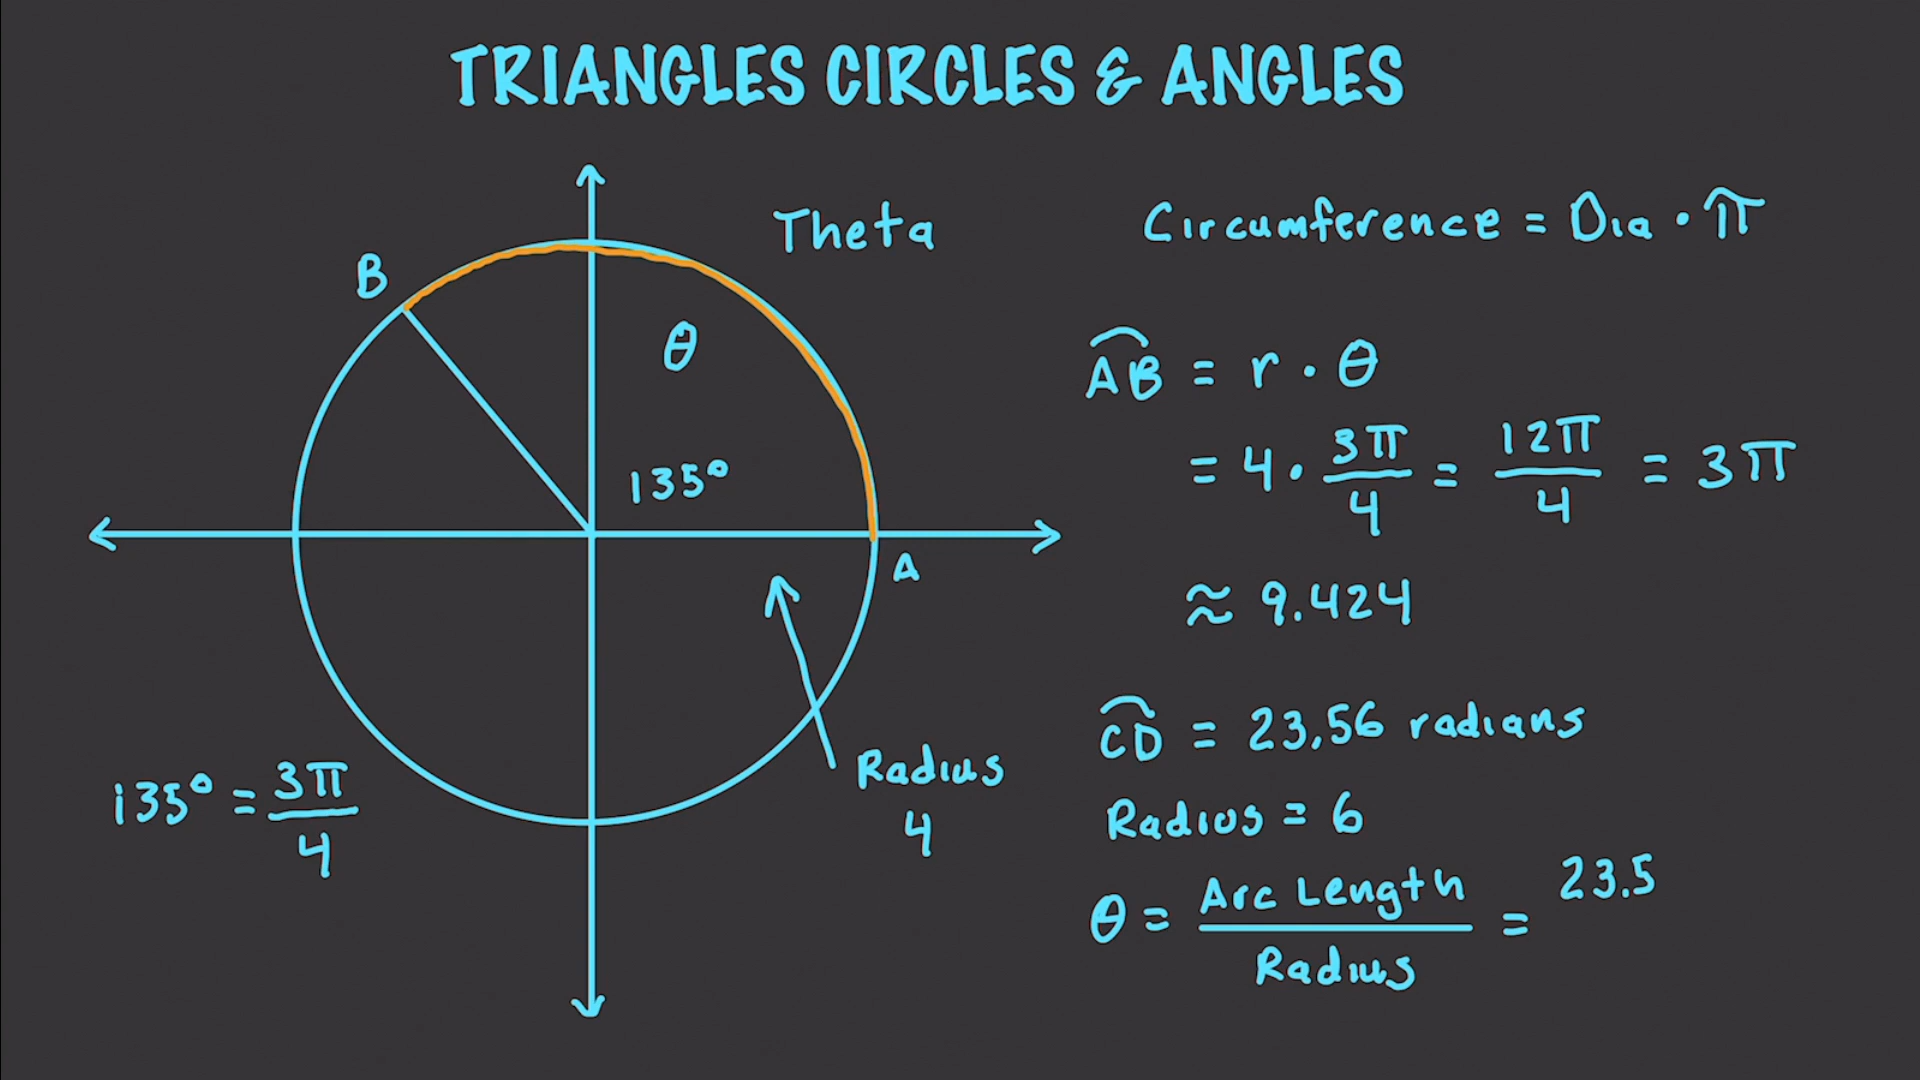 TRIANGLES CIRCLES & ANGLES
Theta
B
θ
135°
A
Radius
4
135° = 3π/4
Circumference = Dia · π
AB = r · θ
= 4 · 3π/4 = 12π/4 = 3π
≈ 9.424
CD = 23.56 radians
Radius = 6
θ = Arc Length/Radius = 23.5